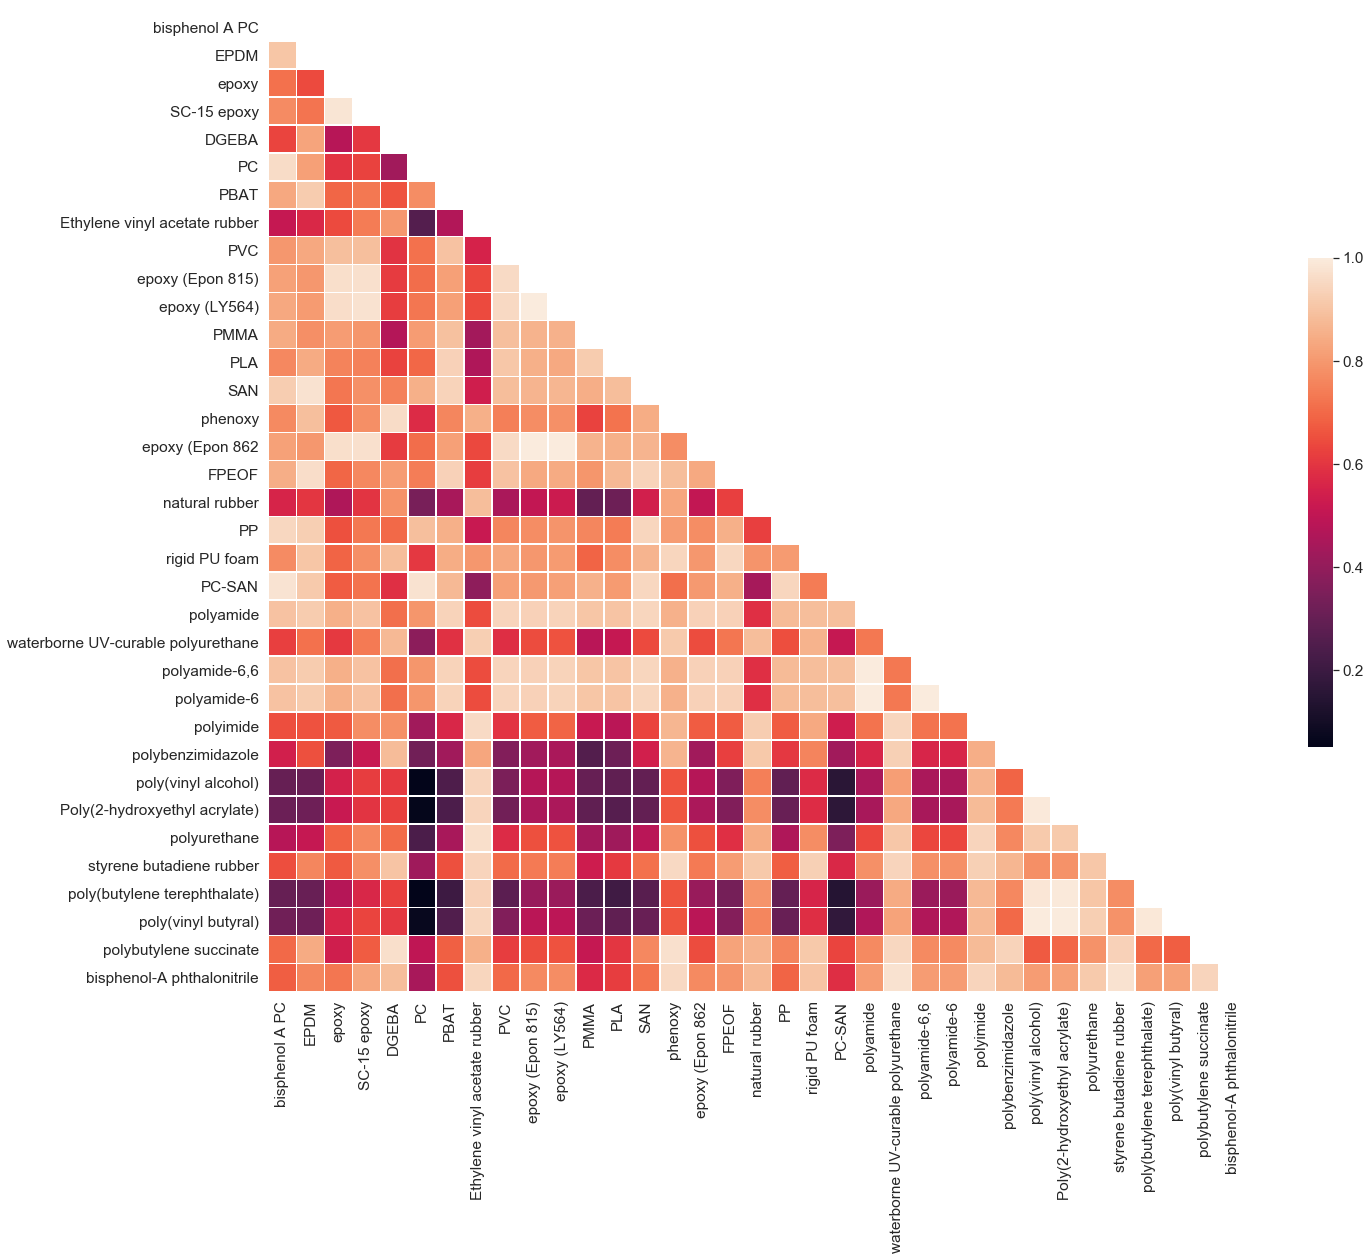 bisphenol A PC
EPDM
epoxy
SC-15 epoxy
DGEBA
PC
PBAT
Ethylene vinyl acetate rubber
PVC
epoxy (Epon 815)
epoxy (LY564)
PMMA
PLA
SAN
phenoxy
epoxy (Epon 862
FPEOF
natural rubber
PP
rigid PU foam
PC-SAN
polyamide
waterborne UV-curable polyurethane
polyamide-6,6
polyamide-6
polyimide
polybenzimidazole
poly(vinyl alcohol)
Poly(2-hydroxyethyl acrylate)
polyurethane
styrene butadiene rubber
poly(butylene terephthalate)
poly(vinyl butyral)
polybutylene succinate
bisphenol-A phthalonitrile
bisphenol A PC
EPDM
epoxy
SC-15 epoxy
DGEBA
PC
PBAT
Ethylene vinyl acetate rubber
PVC
epoxy (Epon 815)
epoxy (LY564)
PMMA
PLA
SAN
phenoxy
epoxy (Epon 862
FPEOF
natural rubber
PP
rigid PU foam
PC-SAN
polyamide
waterborne UV-curable polyurethane
polyamide-6,6
polyamide-6
polyimide
polybenzimidazole
poly(vinyl alcohol)
Poly(2-hydroxyethyl acrylate)
polyurethane
styrene butadiene rubber
poly(butylene terephthalate)
poly(vinyl butyral)
polybutylene succinate
bisphenol-A phthalonitrile
1.0
0.8
0.6
0.4
0.2